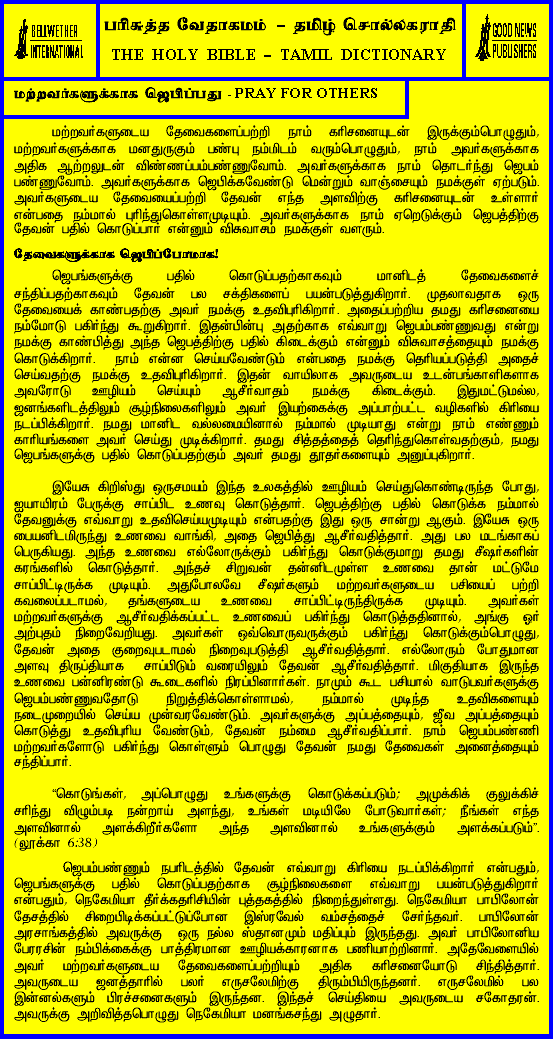 BELLWETHER
INTERNATIONAL
பரிசுத்த வேதாகமம் – தமிழ் சொல்லகராதி
THE HOLY BIBLE – TAMIL DICTIONARY
GOOD NEWS
PUBLISHERS
மற்றவர்களுக்காக ஜெபிப்பது - PRAY FOR OTHERS
மற்றவர்களுடைய தேவைகளைப்பற்றி நாம் கரிசனையுடன் இருக்கும்பொழுதும்,
மற்றவர்களுக்காக மனதுருகும் பண்பு நம்மிடம் வரும்பொழுதும், நாம் அவர்களுக்காக
அதிக ஆற்றலுடன் விண்ணப்பம்பண்ணுவோம். அவர்களுக்காக நாம் தொடர்ந்து ஜெபம்
பண்ணுவோம். அவர்களுக்காக ஜெபிக்கவேண்டு மென்னும் வாஞ்சையும் நமக்குள் ஏற்படும்.
அவர்களுடைய தேவையைப்பற்றி தேவன் எந்த அளவிற்கு கரிசனையுடன் உள்ளார்
என்பதை நம்மால் புரிந்துகொள்ளமுடியும். அவர்களுக்காக நாம் ஏறெடுக்கும் ஜெபத்திற்கு
தேவன் பதில் கொடுப்பார் என்னும் விசுவாசம் நமக்குள் வளரும்.
தேவைகளுக்காக ஜெபிப்போமாக!
ஜெபங்களுக்கு பதில் கொடுப்பதற்காகவும் மானிடத் தேவைகளைச்
சந்திப்பதற்காகவும் தேவன் பல சக்திகளைப் பயன்படுத்துகிறார். முதலாவதாக ஒரு
தேவையைக் காண்பதற்கு அவர் நமக்கு உதவிபுரிகிறார். அதைப்பற்றிய தமது கரிசனையை
நம்மோடு பகிர்ந்து கூறுகிறார். இதன்பின்பு அதற்காக எவ்வாறு ஜெபம்பண்ணுவது என்று
நமக்கு காண்பித்து அந்த ஜெபத்திற்கு பதில் கிடைக்கும் என்னும் விசுவாசத்தையும் நமக்கு
கொடுக்கிறார். நாம் என்ன செய்யவேண்டும் என்பதை நமக்கு தெரியப்படுத்தி அதைச்
செய்வதற்கு நமக்கு உதவிபுரிகிறார். இதன் வாயிலாக அவருடைய உடன்பங்காளிகளாக
அவரோடு ஊழியம் செய்யும் ஆசீர்வாதம் நமக்கு கிடைக்கும். இதுமட்டுமல்ல,
ஜனங்களிடத்திலும் சூழ்நிலைகளிலும் அவர் இயற்கைக்கு அப்பாற்பட்ட வழிகளில் கிரியை
நடப்பிக்கிறார். நமது மானிட வல்லமையினால் நம்மால் முடியாது என்று நாம் எண்ணும்
காரியங்களை அவர் செய்து முடிக்கிறார். தமது சித்தத்தைத் தெரிந்துகொள்வதற்கும், நமது
ஜெபங்களுக்கு பதில் கொடுப்பதற்கும் அவர் தமது தூதர்களையும் அனுப்புகிறார்.
இயேசு கிறிஸ்து ஒருசமயம் இந்த உலகத்தில் ஊழியம் செய்துகொண்டிருந்த போது,
ஐயாயிரம் பேருக்கு சாப்பிட உணவு கொடுத்தார். ஜெபத்திற்கு பதில் கொடுக்க நம்மால்
தேவனுக்கு எவ்வாறு உதவிசெய்யமுடியும் என்பதற்கு இது ஒரு சான்று ஆகும். இயேசு ஒரு
பையனிடமிருந்து உணவை வாங்கி, அதை ஜெபித்து ஆசீர்வதித்தார். அது பல மடங்காகப்
பெருகியது. அந்த உணவை எல்லோருக்கும் பகிர்ந்து கொடுக்குமாறு தமது சீஷர்களின்
கரங்களில் கொடுத்தார். அந்தச் சிறுவன் தன்னிடமுள்ள உணவை தான் மட்டுமே
சாப்பிட்டிருக்க முடியும். அதுபோலவே சீஷர்களும் மற்றவர்களுடைய பசியைப் பற்றி
கவலைப்படாமல், தங்களுடைய உணவை சாப்பிட்டிருந்திருக்க முடியும். அவர்கள்
மற்றவர்களுக்கு ஆசீர்வதிக்கப்பட்ட உணவைப் பகிர்ந்து கொடுத்ததினால், அங்கு ஓர்
அற்புதம் நிறைவேறியது. அவர்கள் ஒவ்வொருவருக்கும் பகிர்ந்து கொடுக்கும்பொழுது,
தேவன் அதை குறைவுபடாமல் நிறைவுபடுத்தி ஆசீர்வதித்தார். எல்லோரும் போதுமான
அளவு திருப்தியாக சாப்பிடும் வரையிலும் தேவன் ஆசீர்வதித்தார். மிகுதியாக இருந்த
உணவை பன்னிரண்டு கூடைகளில் நிரப்பினார்கள். நாமும் கூட பசியால் வாடுபவர்களுக்கு
ஜெபம்பண்ணுவதோடு நிறுத்திக்கொள்ளாமல், நம்மால் முடிந்த உதவிகளையும்
நடைமுறையில் செய்ய முன்வரவேண்டும். அவர்களுக்கு அப்பத்தையும், ஜீவ அப்பத்தையும்
கொடுத்து உதவிபுரிய வேண்டும், தேவன் நம்மை ஆசீர்வதிப்பார். நாம் ஜெபம்பண்ணி
மற்றவர்களோடு பகிர்ந்து கொள்ளும் பொழுது தேவன் நமது தேவைகள் அனைத்தையும்
சந்திப்பார்.
“கொடுங்கள், அப்பொழுது உங்களுக்கு கொடுக்கப்படும்; அமுக்கிக் குலுக்கிச்
சரிந்து விழும்படி நன்றாய் அளந்து, உங்கள் மடியிலே போடுவார்கள்; நீங்கள் எந்த
அளவினால் அளக்கிறீர்களோ அந்த அளவினால் உங்களுக்கும் அளக்கப்படும்”.
(லூக்கா 6:38)
ஜெபம்பண்ணும் நபரிடத்தில் தேவன் எவ்வாறு கிரியை நடப்பிக்கிறார் என்பதும்,
ஜெபங்களுக்கு பதில் கொடுப்பதற்காக சூழ்நிலைகளை எவ்வாறு பயன்படுத்துகிறார்
என்பதும், நெகேமியா தீர்க்கதரிசியின் புத்தகத்தில் நிறைந்துள்ளது. நெகேமியா பாபிலோன்
தேசத்தில் சிறைபிடிக்கப்பட்டுப்போன இஸ்ரவேல் வம்சத்தைச் சேர்ந்தவர். பாபிலோன்
அரசாங்கத்தில் அவருக்கு ஒரு நல்ல ஸ்தானமும் மதிப்பும் இருந்தது. அவர் பாபிலோனிய
பேரரசின் நம்பிக்கைக்கு பாத்திரமான ஊழியக்காரனாக பணியாற்றினார். அதேவேளையில்
அவர் மற்றவர்களுடைய தேவைகளைப்பற்றியும் அதிக கரிசனையோடு சிந்தித்தார்.
அவருடைய ஜனத்தாரில் பலர் எருசலேமிற்கு திரும்பியிருந்தனர். எருசலேமில் பல
இன்னல்களும் பிரச்சனைகளும் இருந்தன. இந்தச் செய்தியை அவருடைய சகோதரன்.
அவருக்கு அறிவித்தபொழுது நெகேமியா மனங்கசந்து அழுதார்.